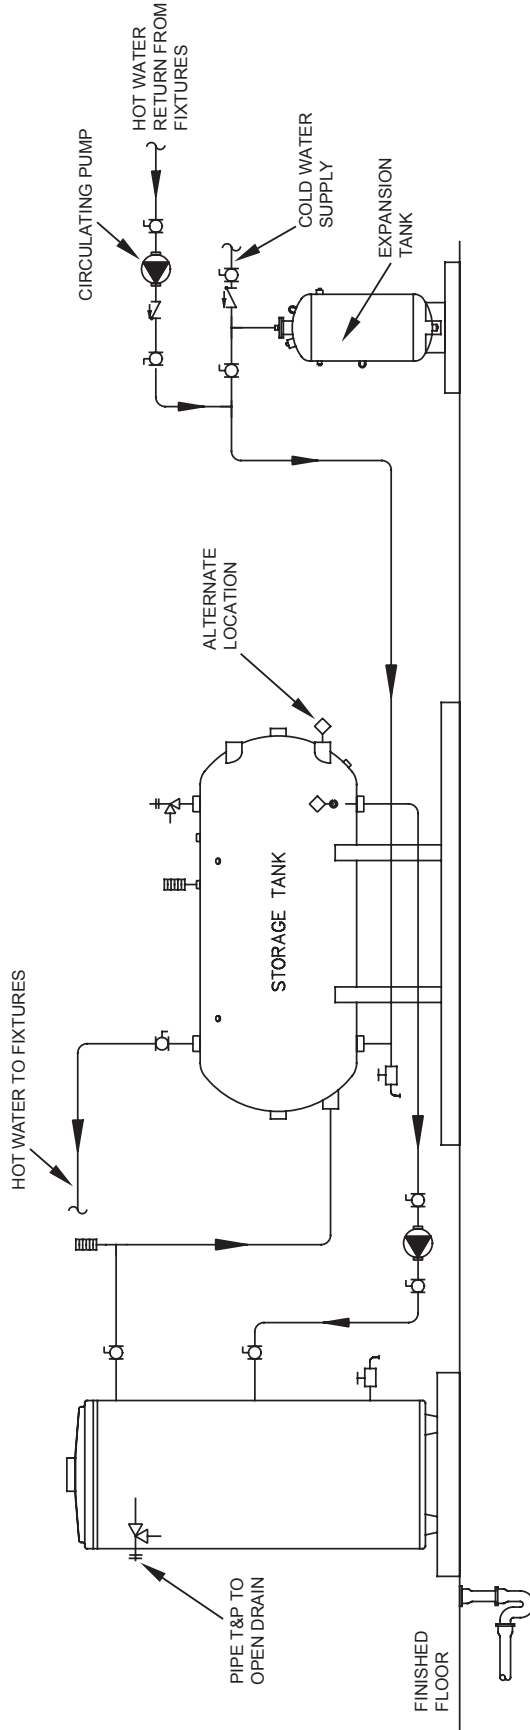 HOT WATER TO FIXTURES
CIRCULATING PUMP
HOT WATER
RETURN FROM
FIXTURES
ALTERNATE
LOCATION
COLD WATER
SUPPLY
STORAGE TANK
EXPANSION
TANK
PIPE T&P TO
OPEN DRAIN
FINISHED
FLOOR